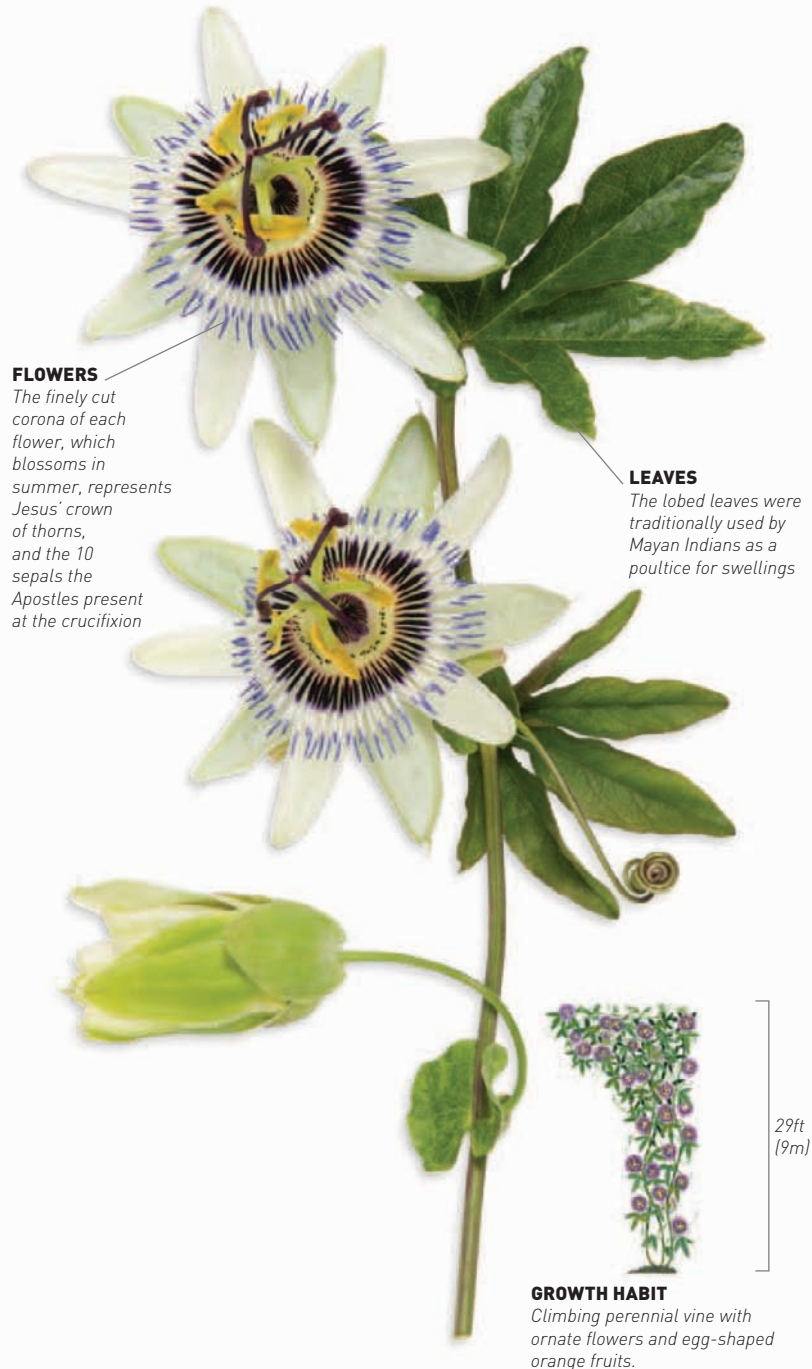 FLOWERS
The finely cut
corona of each
flower, which
blossoms in
summer, represents
Jesus' crown
of thorns,
and the 10
sepals the
Apostles present
at the crucifixion
LEAVES
The lobed leaves were
traditionally used by
Mayan Indians as a
poultice for swellings
29ft
(9m)
GROWTH HABIT
Climbing perennial vine with
ornate flowers and egg-shaped
orange fruits.